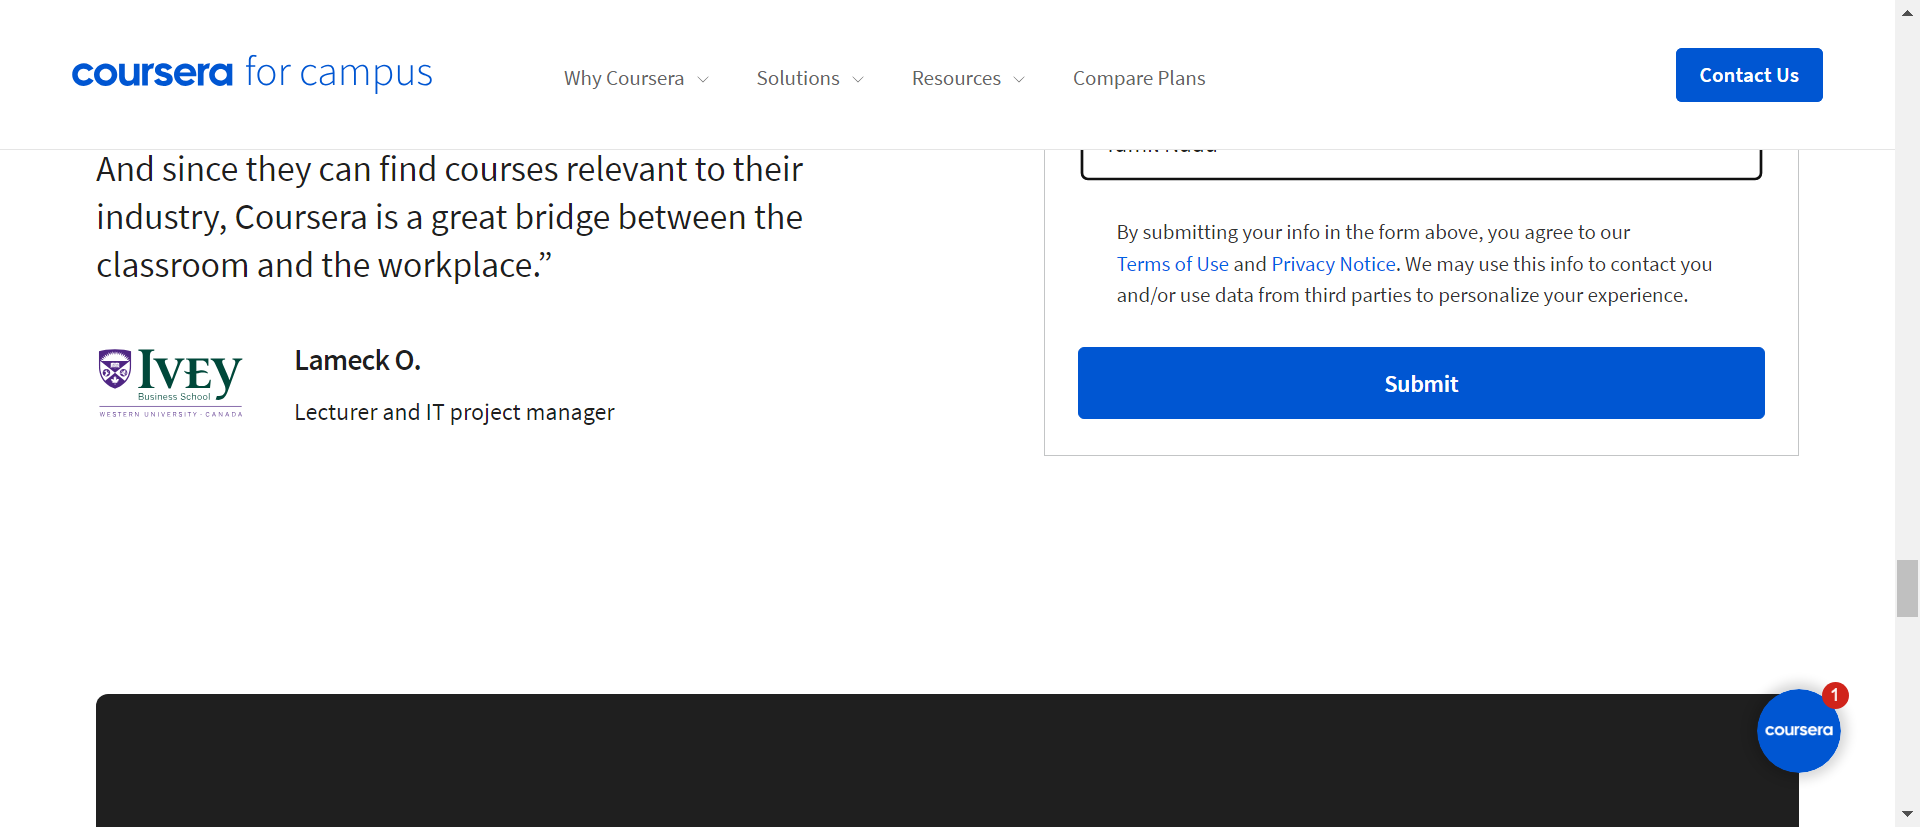 coursera for campus
Why Coursera
Solutions
Resources
Compare Plans
Contact Us
And since they can find courses relevant to their
industry, Coursera is a great bridge between the
classroom and the workplace.”
IVEY
Business School
WESTERN UNIVERSITY · CANADA
Lameck O.
Lecturer and IT project manager
By submitting your info in the form above, you agree to our
Terms of Use and Privacy Notice. We may use this info to contact you
and/or use data from third parties to personalize your experience.
Submit
1
coursera